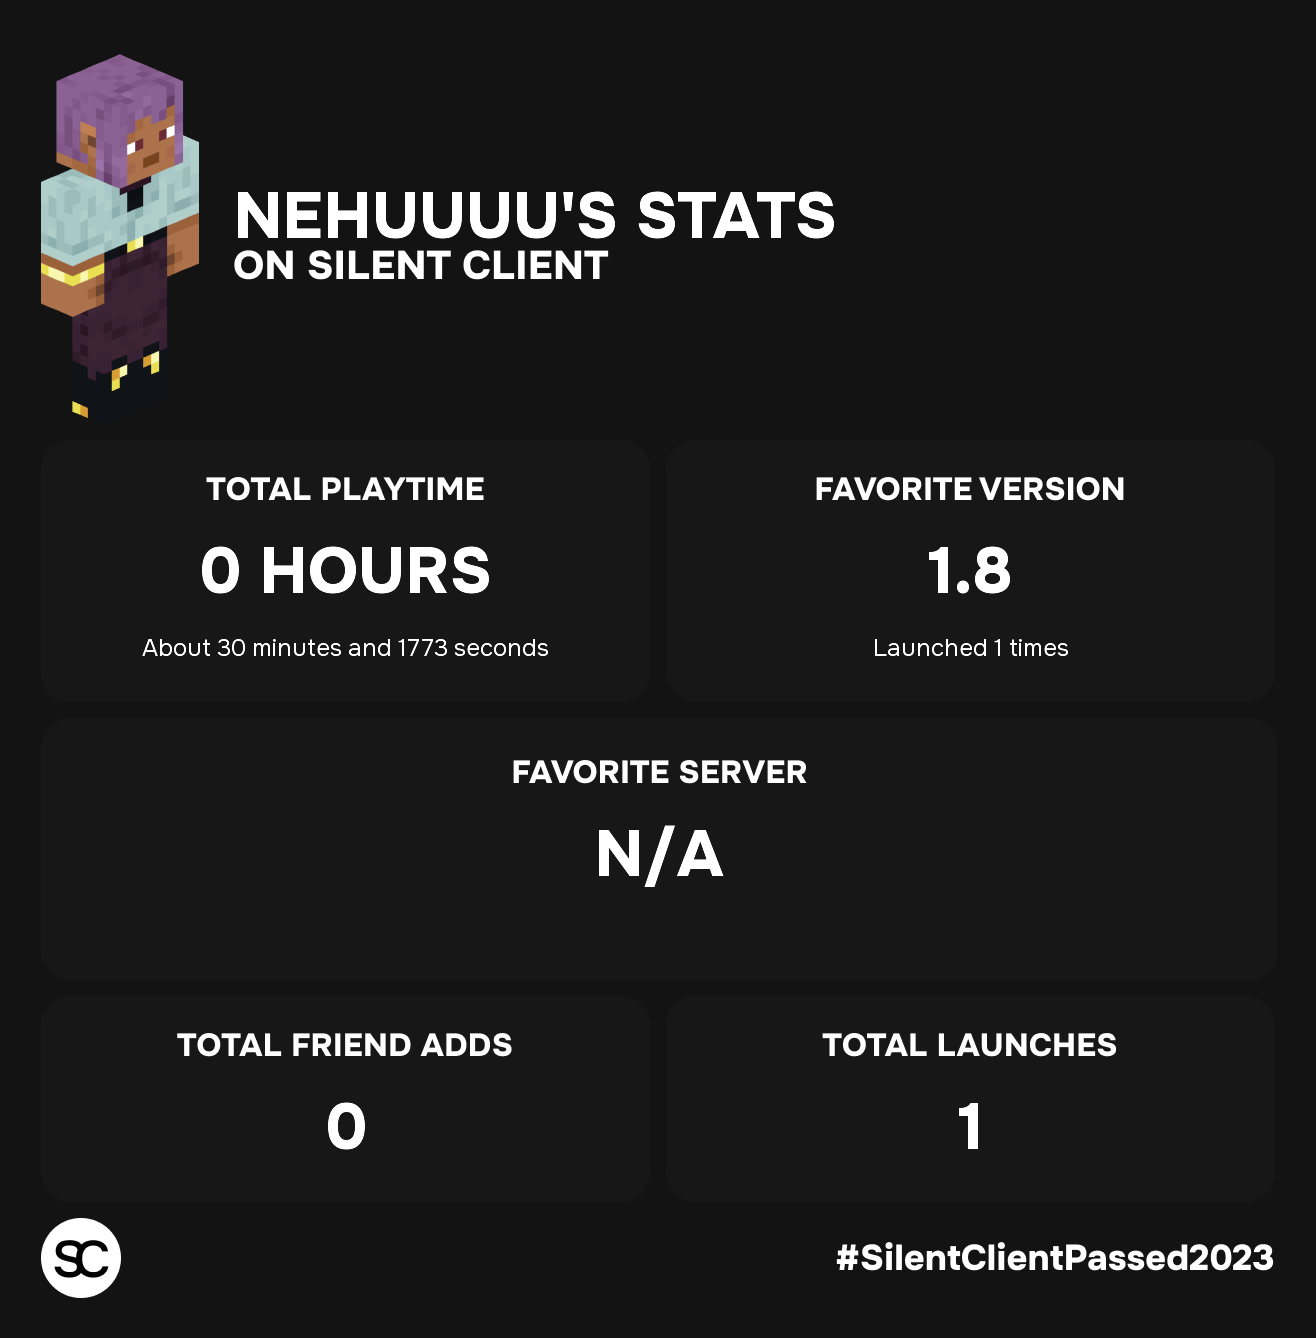 NEHUUUU'S STATS
ON SILENT CLIENT
TOTAL PLAYTIME
0 HOURS
About 30 minutes and 1773 seconds
FAVORITE VERSION
1.8
Launched 1 times
FAVORITE SERVER
N/A
TOTAL FRIEND ADDS
0
TOTAL LAUNCHES
1
SC
#SilentClientPassed2023